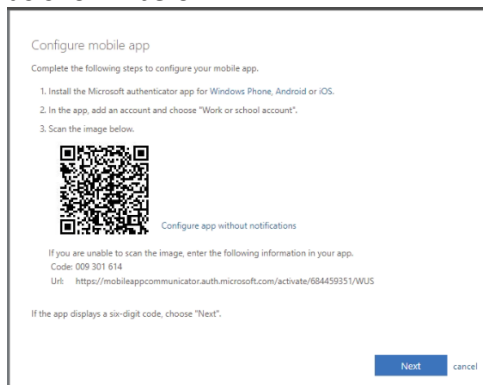 Configure mobile app
Complete the following steps to configure your mobile app.
1. Install the Microsoft authenticator app for Windows Phone, Android or iOS.
2. In the app, add an account and choose "Work or school account".
3. Scan the image below.
Configure app without notifications
If you are unable to scan the image, enter the following information in your app.
Code: 009 301 614
Url: https://mobileappcommunicator.auth.microsoft.com/activate/684459351/WUS
If the app displays a six-digit code, choose "Next".
Next cancel